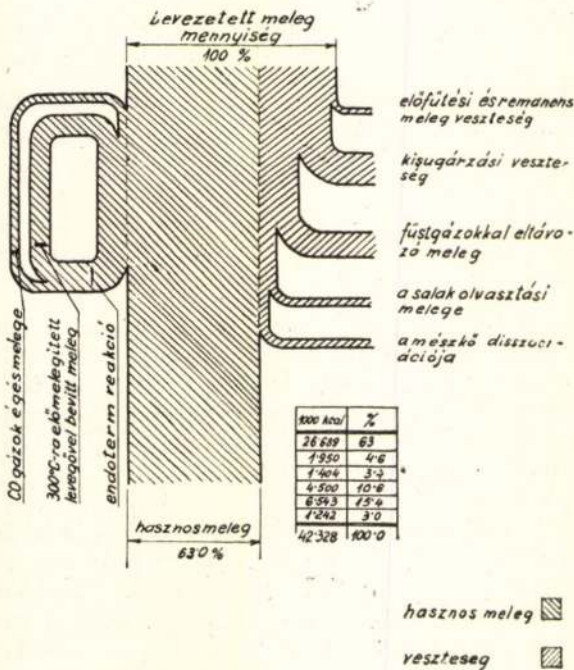 Levezetett meleg
mennyiség
100 %
előfűtési és remanens
meleg veszteség
kisugárzási veszte-
ség
füstgázokkal eltávo-
zó meleg
a salak olvasztási
melege
a mészkő disszoci-
ációja
CO gázok égésmelege
300°C-ra előmelegített
levegővel bevitt meleg
endoterm reakció
1000 kcal %
26·689 63
1·950 4·6
1·404 3·4
4·500 10·6
6·543 15·4
1·242 3·0
42·328 100·0
hasznos meleg
63·0 %
hasznos meleg
veszteseg